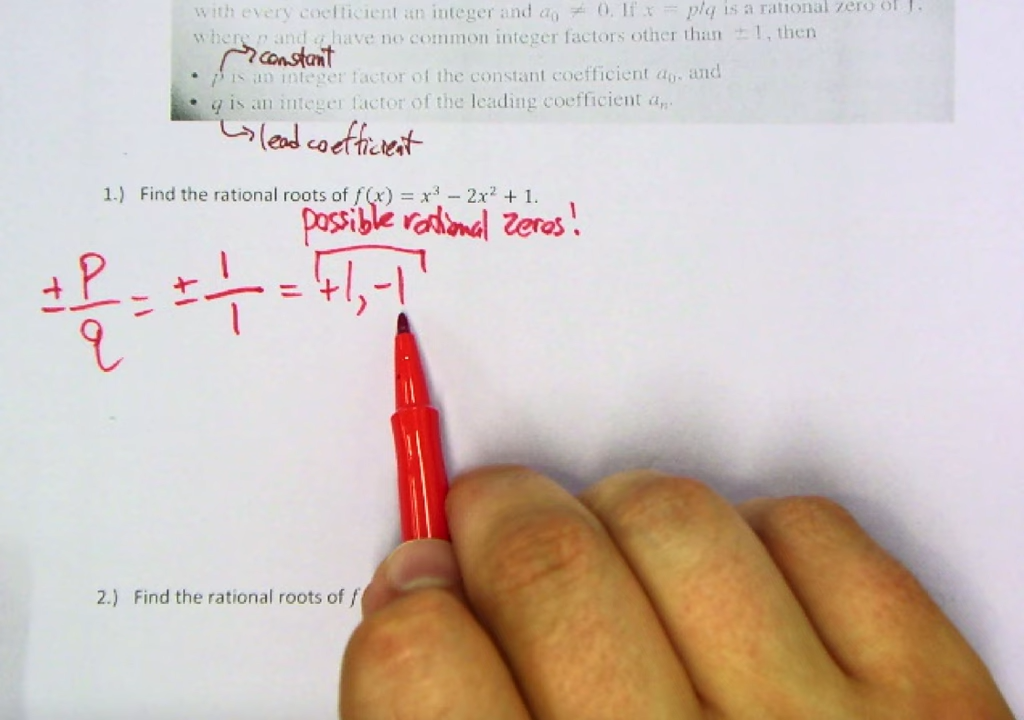 with every coefficient an integer and a₀ ≠ 0. If x = p/q is a rational zero of f,
where p and q have no common integer factors other than ±1, then
constant
• p is an integer factor of the constant coefficient a₀, and
• q is an integer factor of the leading coefficient aₙ.
lead coefficient
1.) Find the rational roots of f(x) = x³ − 2x² + 1.
possible rational zeros!
± p/q = ± 1/1 = +1, -1
2.) Find the rational roots of f